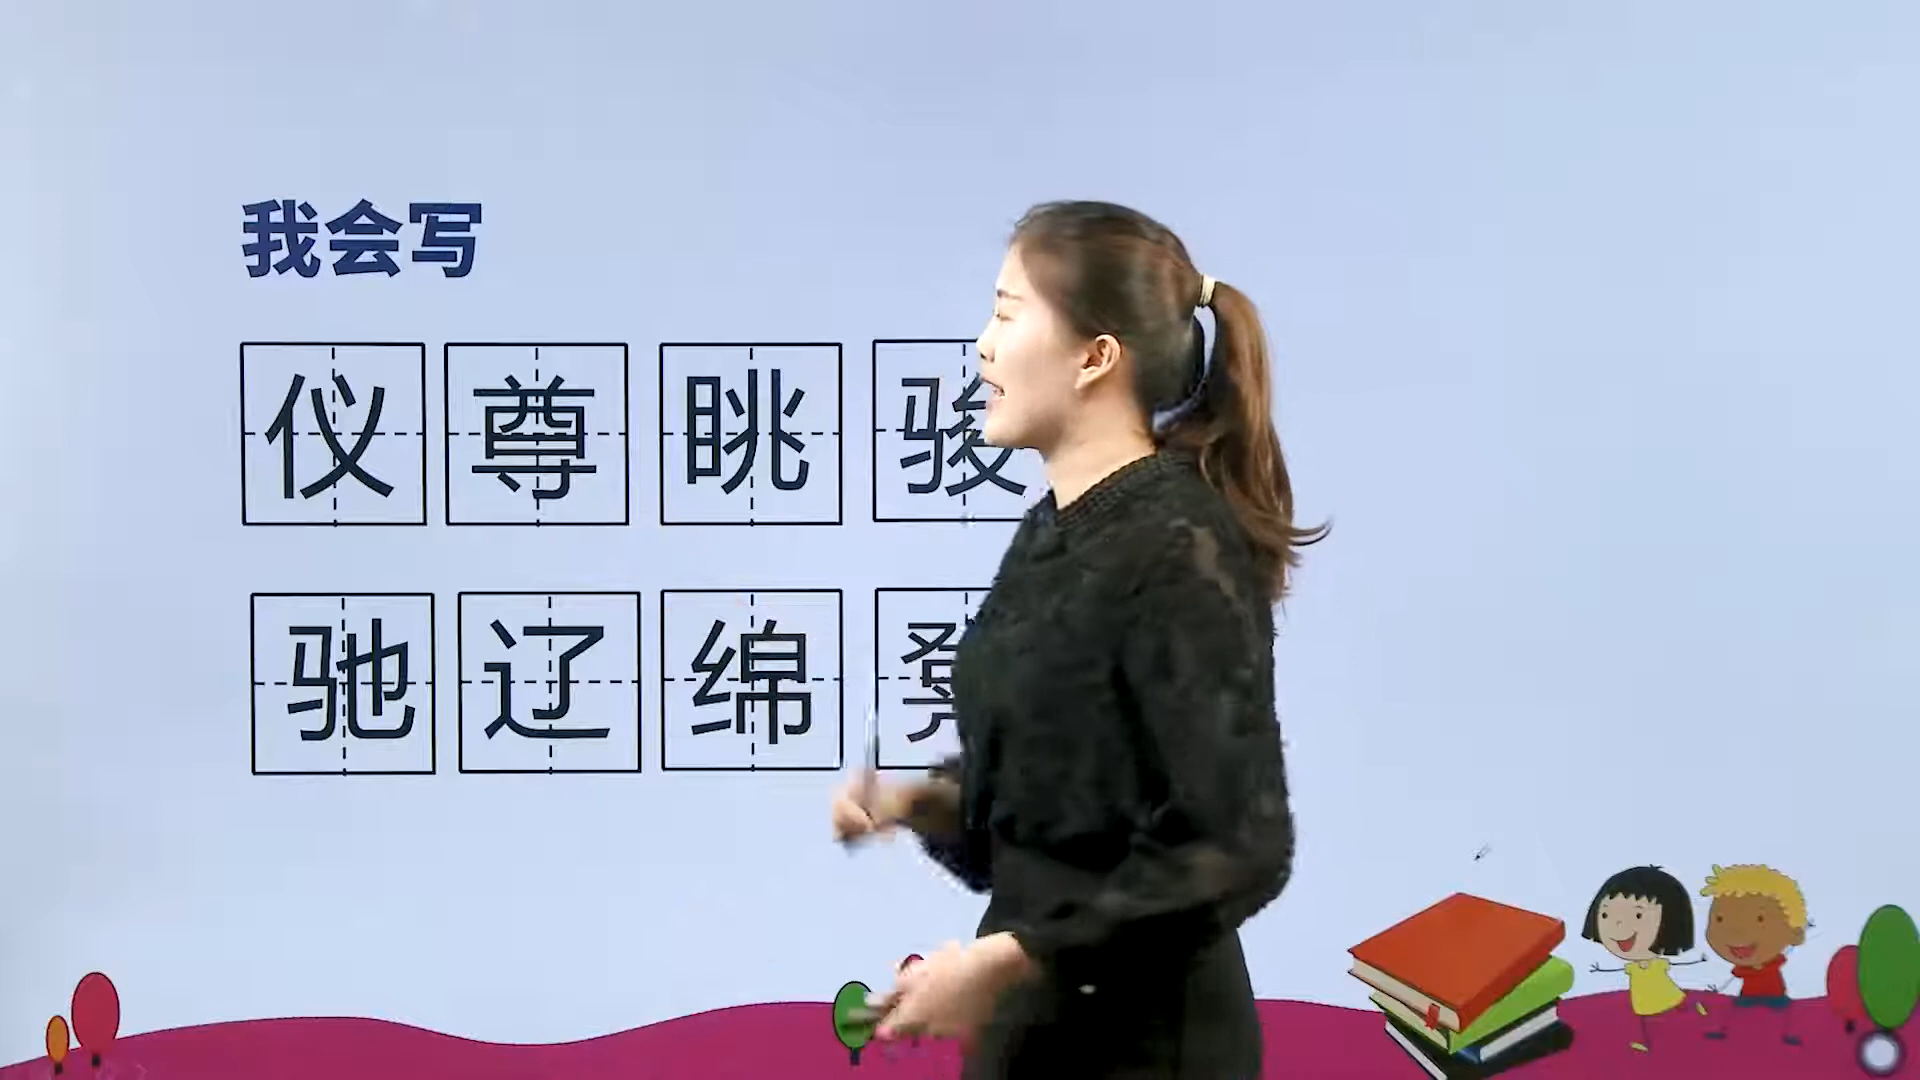 我会写
仪 尊 眺 骏
驰 辽 绵